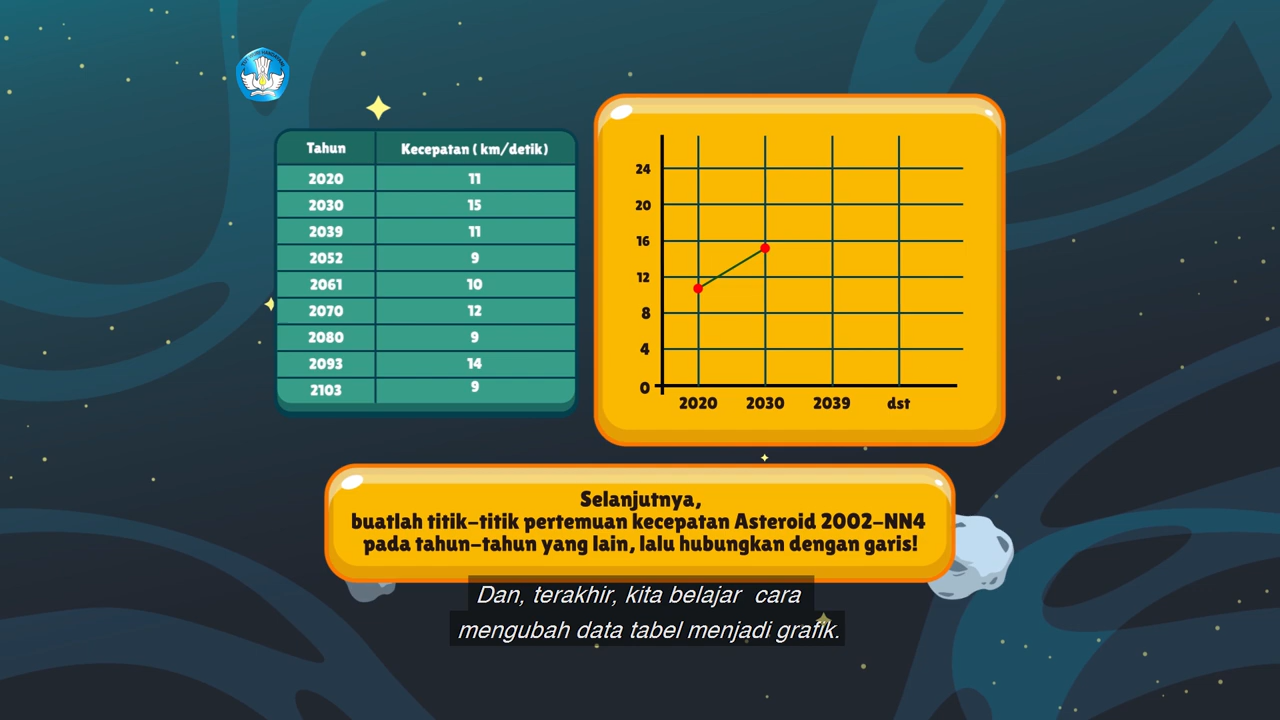 Tahun Kecepatan ( km/detik)
2020 11
2030 15
2039 11
2052 9
2061 10
2070 12
2080 9
2093 14
2103 9
24
20
16
12
8
4
0
2020 2030 2039 dst
Selanjutnya,
buatlah titik-titik pertemuan kecepatan Asteroid 2002-NN4
pada tahun-tahun yang lain, lalu hubungkan dengan garis!
Dan, terakhir, kita belajar cara
mengubah data tabel menjadi grafik.